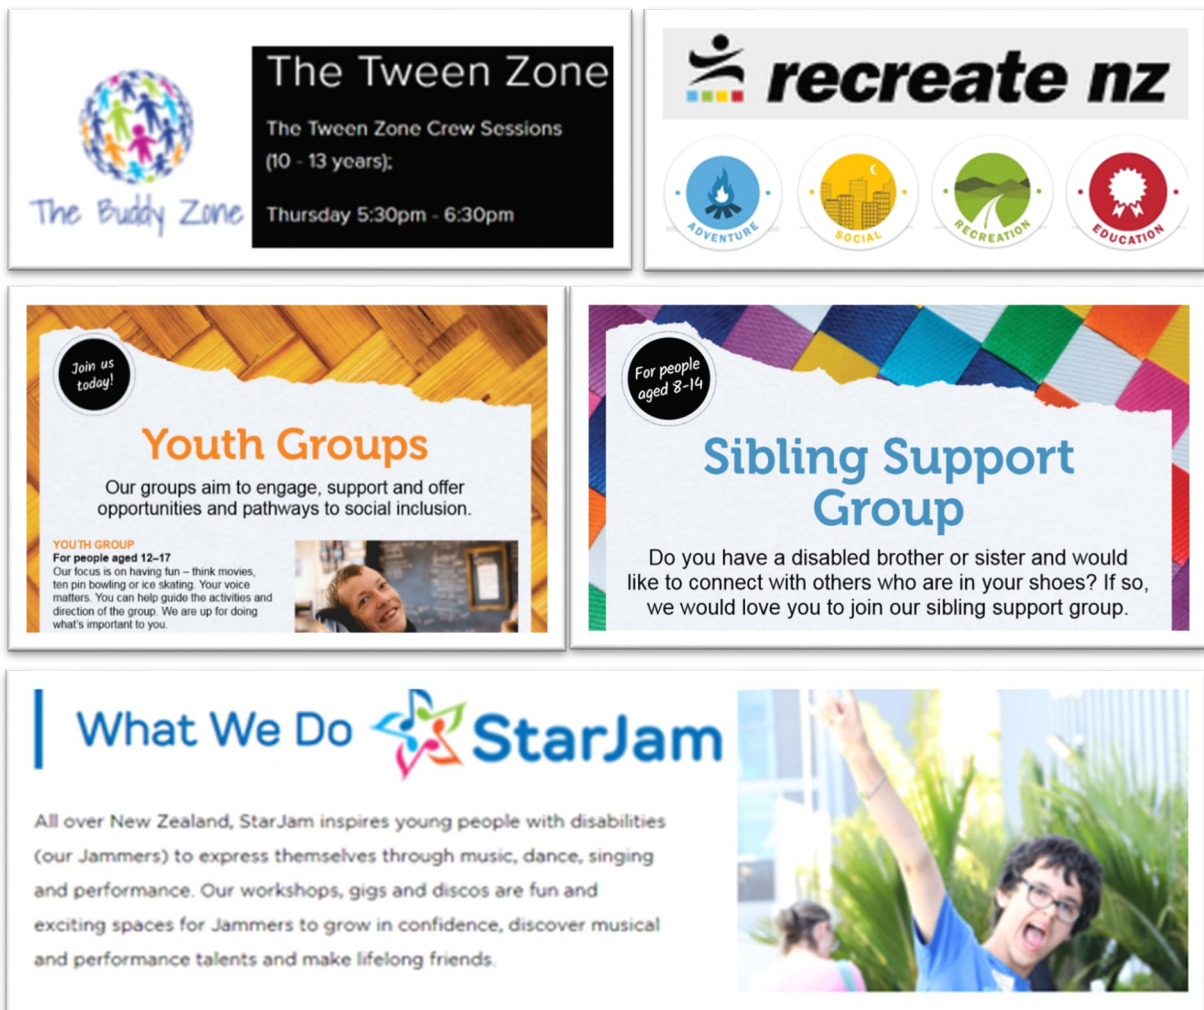 The Buddy Zone
The Tween Zone
The Tween Zone Crew Sessions
(10 - 13 years);
Thursday 5:30pm - 6:30pm
recreate nz
ADVENTURE
SOCIAL
RECREATION
EDUCATION
Join us
today!
Youth Groups
Our groups aim to engage, support and offer
opportunities and pathways to social inclusion.
YOUTH GROUP
For people aged 12–17
Our focus is on having fun – think movies,
ten pin bowling or ice skating. Your voice
matters. You can help guide the activities and
direction of the group. We are up for doing
what's important to you.
For people
aged 8-14
Sibling Support
Group
Do you have a disabled brother or sister and would
like to connect with others who are in your shoes? If so,
we would love you to join our sibling support group.
What We Do StarJam
All over New Zealand, StarJam inspires young people with disabilities
(our Jammers) to express themselves through music, dance, singing
and performance. Our workshops, gigs and discos are fun and
exciting spaces for Jammers to grow in confidence, discover musical
and performance talents and make lifelong friends.